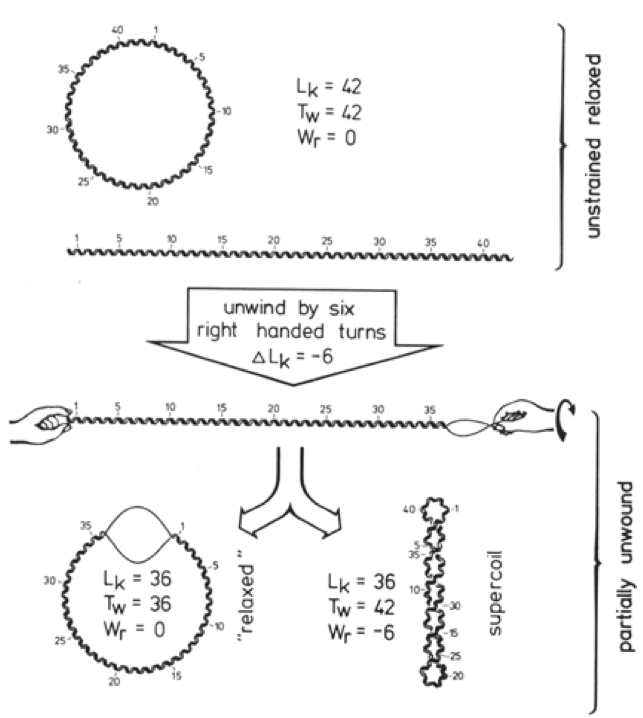 40 1
35 5
30 10
25 15
20
Lk = 42
Tw = 42
Wr = 0
unstrained relaxed
1 5 10 15 20 25 30 35 40
unwind by six
right handed turns
△Lk = -6
1 5 10 15 20 25 30 35
35 1
30 5
25 10
20 15
Lk = 36
Tw = 36
Wr = 0
"relaxed"
Lk = 36
Tw = 42
Wr = -6
40 1
5
35
10
30
15
25
20
supercoil
partially unwound